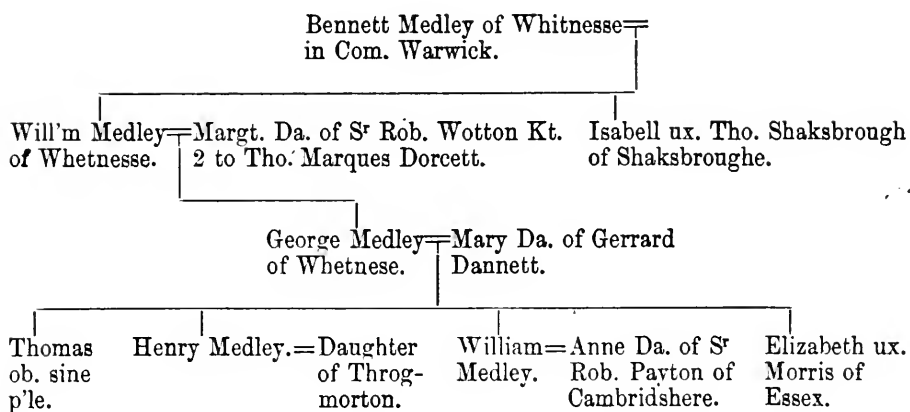 Bennett Medley of Whitnesse=
in Com. Warwick.
Will'm Medley=Margt. Da. of Sʳ Rob. Wotton Kt.
of Whetnesse. 2 to Tho. Marques Dorcett.
Isabell ux. Tho. Shaksbrough
of Shaksbroughe.
George Medley=Mary Da. of Gerrard
of Whetnese. Dannett.
Thomas
ob. sine
p'le.
Henry Medley.=Daughter
of Throg-
morton.
William=Anne Da. of Sʳ
Medley. Rob. Payton of
Cambridshere.
Elizabeth ux.
Morris of
Essex.